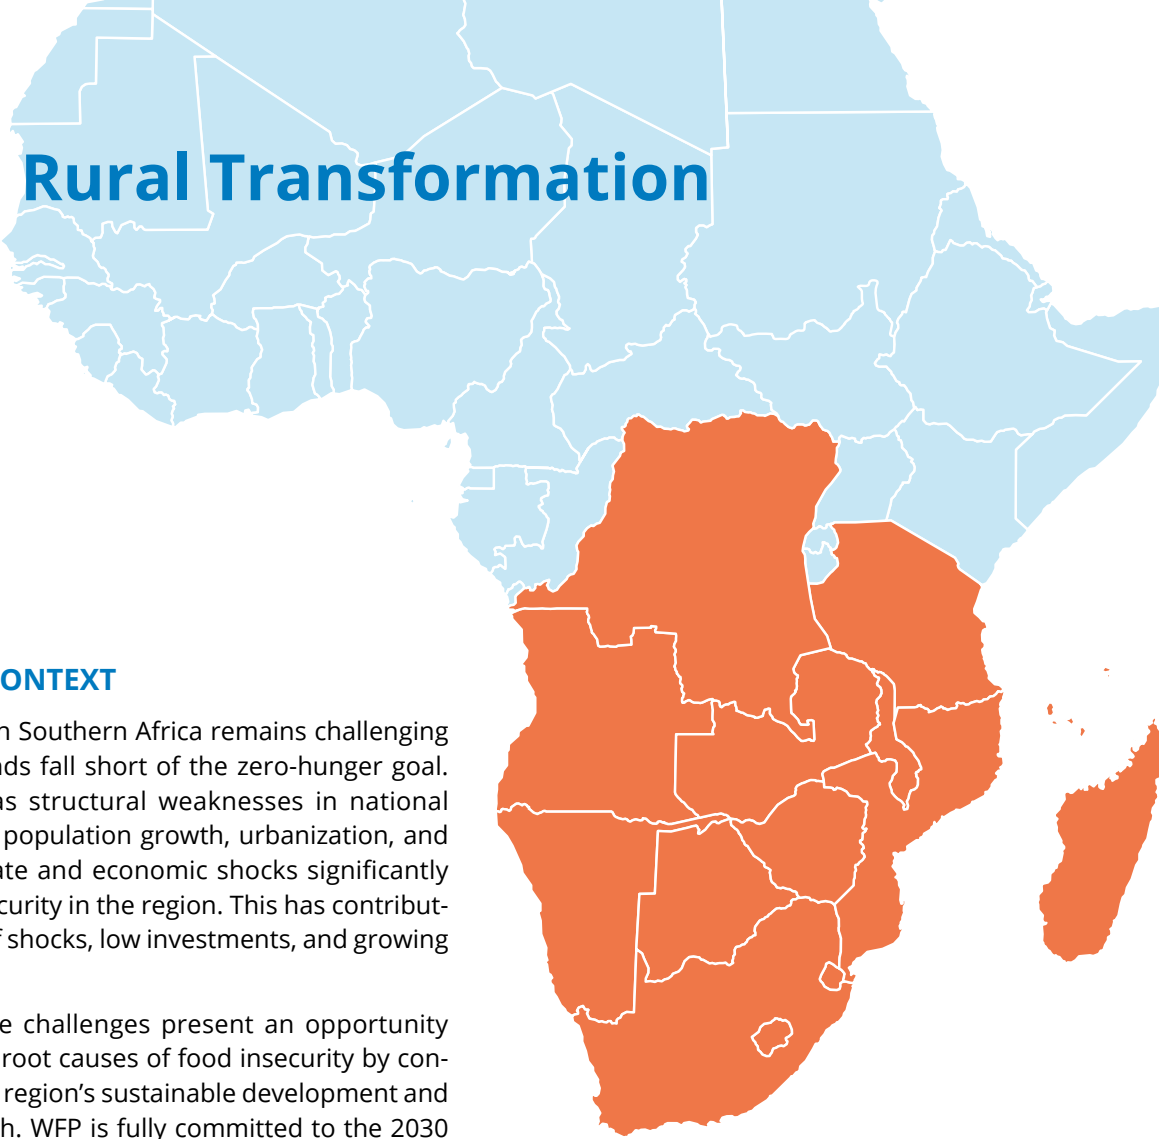 Rural Transformation
ONTEXT
n Southern Africa remains challenging
ds fall short of the zero-hunger goal.
as structural weaknesses in national
population growth, urbanization, and
ate and economic shocks significantly
curity in the region. This has contribut-
f shocks, low investments, and growing
e challenges present an opportunity
root causes of food insecurity by con-
region's sustainable development and
h. WFP is fully committed to the 2030